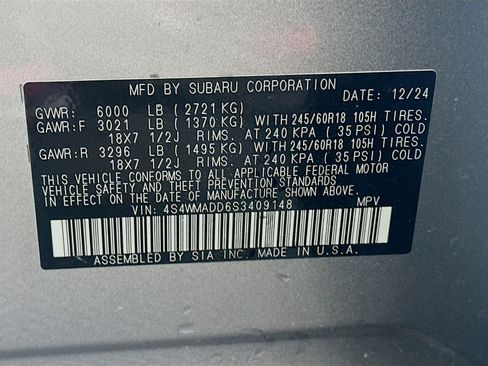 MFD BY SUBARU CORPORATION
DATE: 12/24
GVWR: 6000 LB (2721 KG)
GAWR:F 3021 LB (1370 KG) WITH 245/60R18 105H TIRES.
18X7 1/2J RIMS. AT 240 KPA (35 PSI) COLD
GAWR:R 3296 LB (1495 KG) WITH 245/60R18 105H TIRES.
18X7 1/2J RIMS. AT 240 KPA (35 PSI) COLD
THIS VEHICLE CONFORMS TO ALL APPLICABLE FEDERAL MOTOR
VEHICLE SAFETY AND THEFT PREVENTION STANDARDS IN
EFFECT ON THE DATE OF MANUFACTURE SHOWN ABOVE.
VIN: 4S4WMADD6S3409148 MPV
ASSEMBLED BY SIA INC. MADE IN U.S.A.